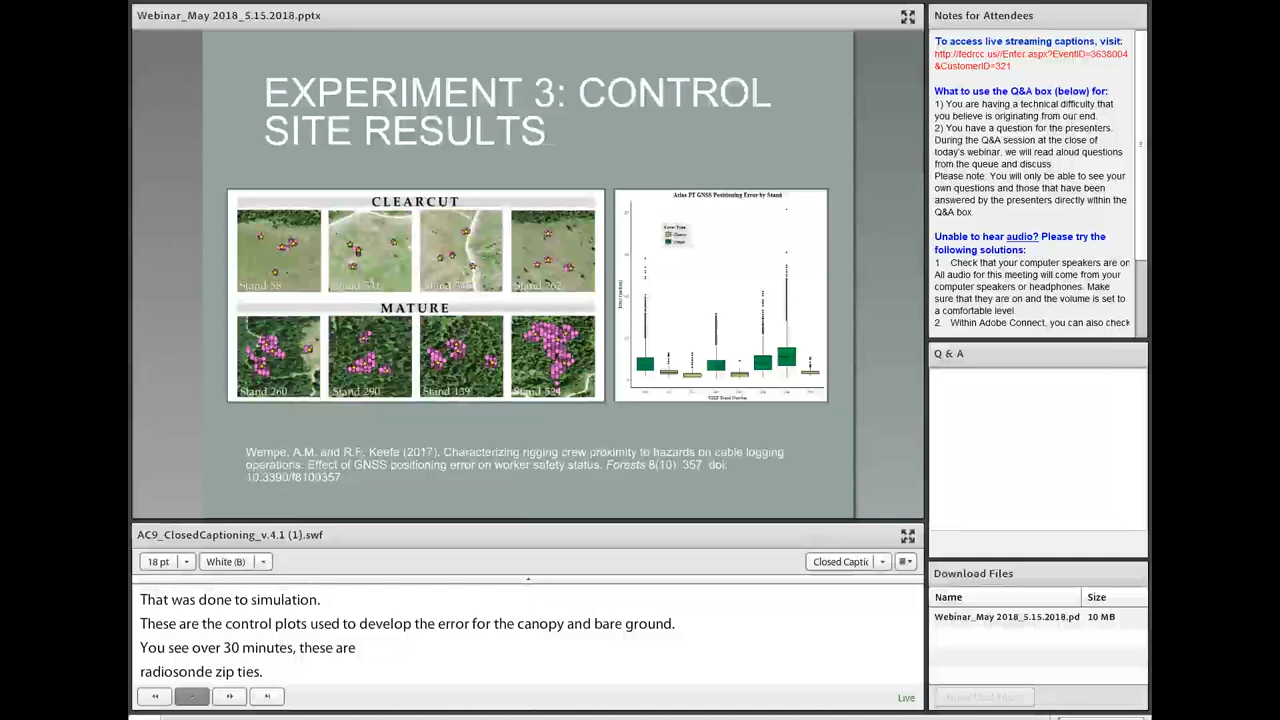 Webinar_May 2018_5.15.2018.pptx
EXPERIMENT 3: CONTROL
SITE RESULTS
CLEARCUT
Stand 58
Stand 262
MATURE
Stand 260
Stand 290
Stand 139
Stand 324
Atlas PT GNSS Positioning Error by Stand
Wempe, A.M. and R.F. Keefe (2017). Characterizing rigging crew proximity to hazards on cable logging
operations: Effect of GNSS positioning error on worker safety status. Forests 8(10): 357. doi:
10.3390/f8100357
AC9_ClosedCaptioning_v.4.1 (1).swf
18 pt
White (B)
Closed Captic
That was done to simulation.
These are the control plots used to develop the error for the canopy and bare ground.
You see over 30 minutes, these are
radiosonde zip ties.
Live
Notes for Attendees
To access live streaming captions, visit:
http://fedrcc.us//Enter.aspx?EventID=3638004
&CustomerID=321
What to use the Q&A box (below) for:
1) You are having a technical difficulty that
you believe is originating from our end.
2) You have a question for the presenters.
During the Q&A session at the close of
today's webinar, we will read aloud questions
from the queue and discuss.
Please note: You will only be able to see your
own questions and those that have been
answered by the presenters directly within the
Q&A box.
Unable to hear audio? Please try the
following solutions:
1 Check that your computer speakers are on
All audio for this meeting will come from your
computer speakers or headphones. Make
sure that they are on and the volume is set to
a comfortable level
2. Within Adobe Connect, you can also check
Q & A
Download Files
Name
Size
Webinar_May 2018_5.15.2018.pd
10 MB